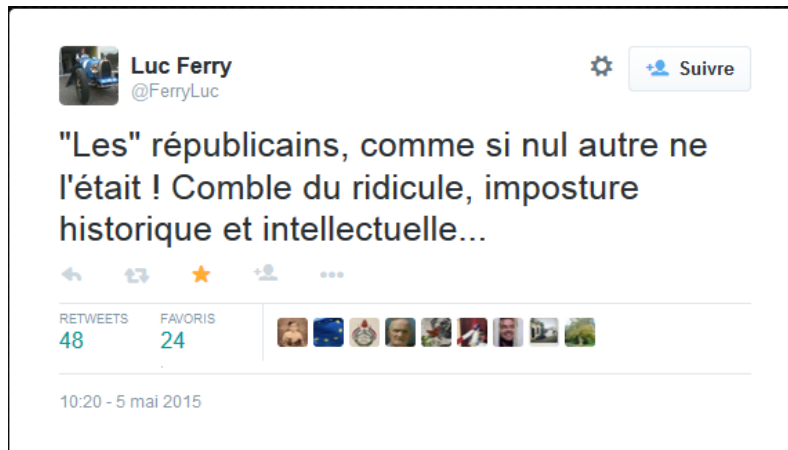 Luc Ferry
@FerryLuc
Suivre
"Les" républicains, comme si nul autre ne
l'était ! Comble du ridicule, imposture
historique et intellectuelle...
RETWEETS FAVORIS
48 24
10:20 - 5 mai 2015